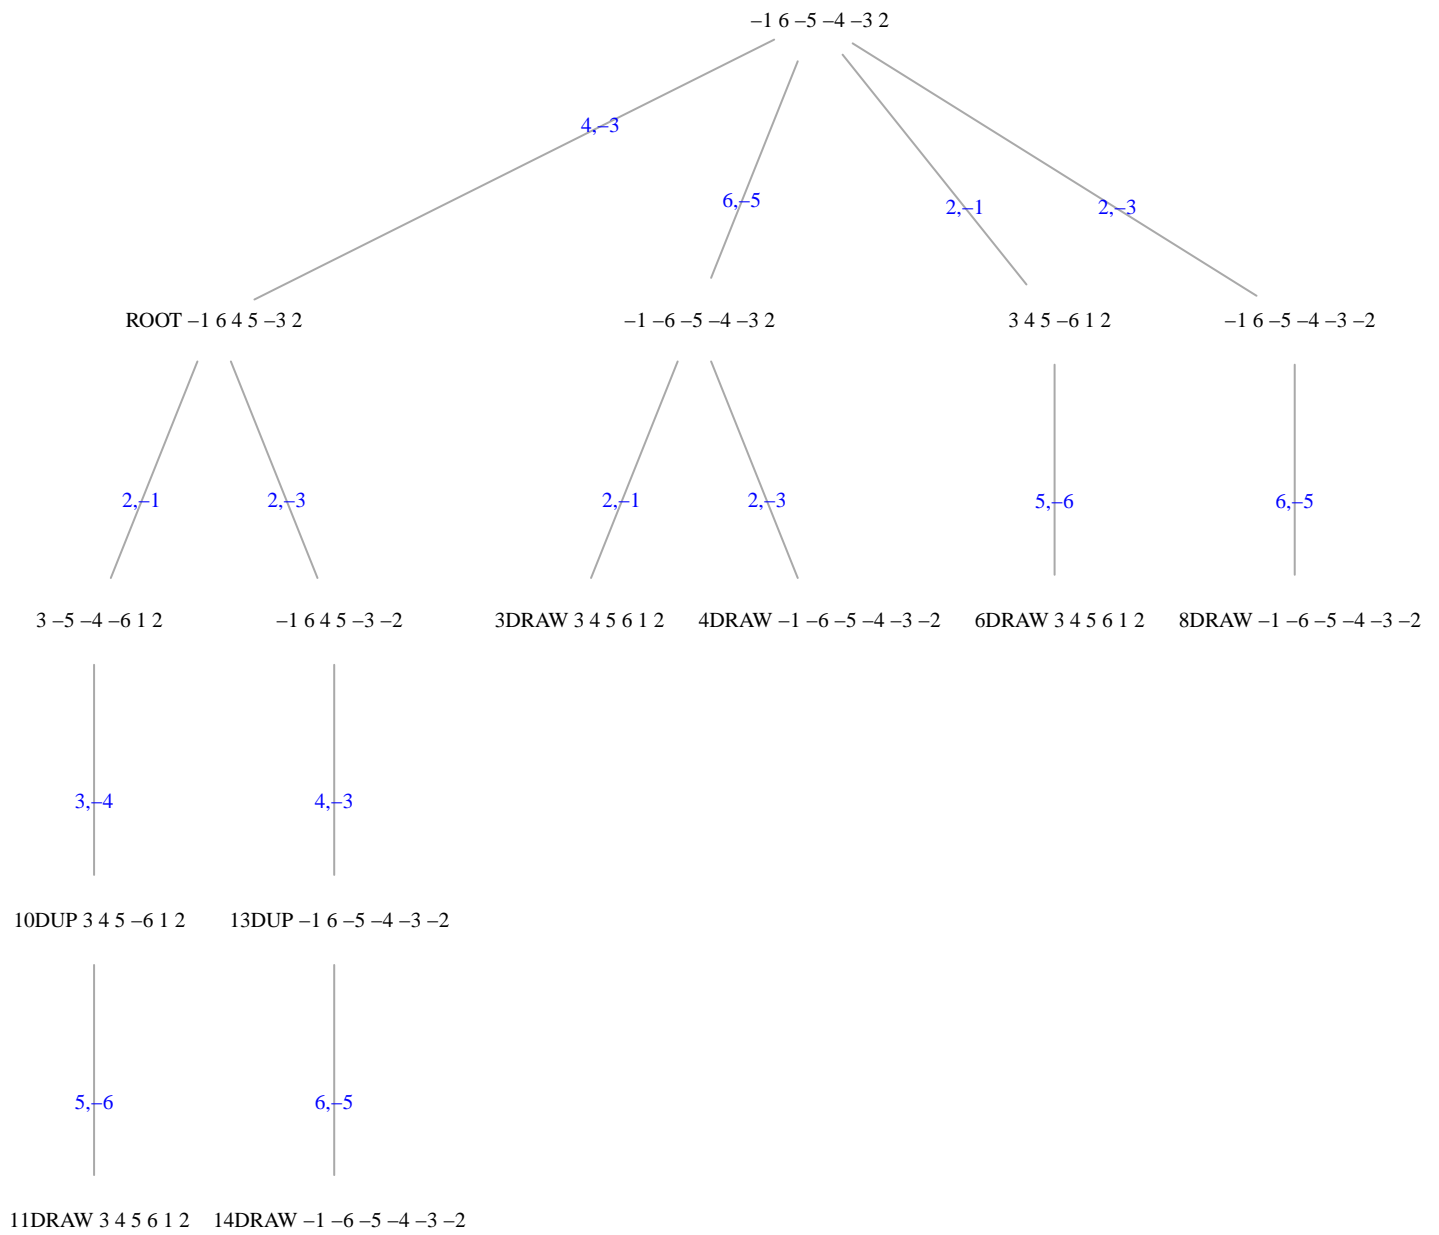 –1 6 –5 –4 –3 2
4,–3
6,–5
2,–1
2,–3
ROOT –1 6 4 5 –3 2
–1 –6 –5 –4 –3 2
3 4 5 –6 1 2
–1 6 –5 –4 –3 –2
2,–1
2,–3
2,–1
2,–3
5,–6
6,–5
3 –5 –4 –6 1 2
–1 6 4 5 –3 –2
3DRAW 3 4 5 6 1 2
4DRAW –1 –6 –5 –4 –3 –2
6DRAW 3 4 5 6 1 2
8DRAW –1 –6 –5 –4 –3 –2
3,–4
4,–3
10DUP 3 4 5 –6 1 2
13DUP –1 6 –5 –4 –3 –2
5,–6
6,–5
11DRAW 3 4 5 6 1 2
14DRAW –1 –6 –5 –4 –3 –2